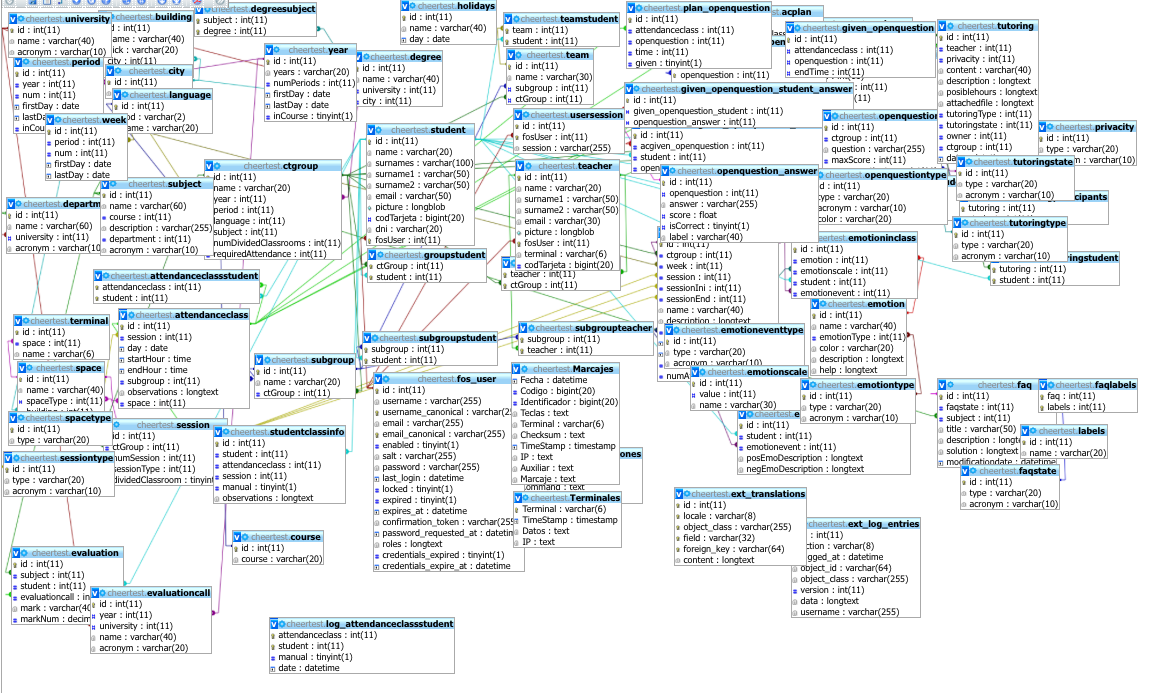 cheertest.university
id : int(11)
name : varchar(40)
acronym : varchar(10)
cheertest.building
id : int(11)
name : varchar(40)
ick : varchar(20)
city : int(11)
cheertest.degreesubject
subject : int(11)
degree : int(11)
cheertest.period
id : int(11)
year : int(11)
num : int(11)
firstDay : date
cheertest.city
id : int(11)
cheertest.language
id : int(11)
name : varchar(20)
cheertest.week
id : int(11)
period : int(11)
num : int(11)
firstDay : date
lastDay : date
cheertest.year
id : int(11)
years : varchar(20)
numPeriods : int(11)
firstDay : date
lastDay : date
inCourse : tinyint(1)
cheertest.degree
id : int(11)
name : varchar(40)
university : int(11)
city : int(11)
cheertest.holidays
id : int(11)
name : varchar(40)
day : date
cheertest.teamstudent
team : int(11)
student : int(11)
cheertest.team
id : int(11)
name : varchar(30)
subgroup : int(11)
ctGroup : int(11)
cheertest.usersession
id : int(11)
fosUser : int(11)
session : varchar(255)
cheertest.plan_openquestion
id : int(11)
attendanceclass : int(11)
openquestion : int(11)
time : int(11)
given : tinyint(1)
acplan
openquestion : int(11)
cheertest.given_openquestion
id : int(11)
attendanceclass : int(11)
openquestion : int(11)
endTime : int(11)
cheertest.given_openquestion_student_answer
id : int(11)
given_openquestion_student : int(11)
openquestion_answer : int(11)
id : int(11)
acgiven_openquestion : int(11)
student : int(11)
cheertest.openquestion
id : int(11)
ctgroup : int(11)
question : varchar(255)
maxScore : int(11)
cheertest.tutoring
id : int(11)
teacher : int(11)
privacity : int(11)
content : varchar(40)
description : longtext
posiblehours : longtext
attachedfile : longtext
tutoringType : int(11)
tutoringstate : int(11)
owner : int(11)
ctgroup : int(11)
cheertest.privacity
id : int(11)
type : varchar(20)
acronym : varchar(10)
cheertest.tutoringstate
id : int(11)
type : varchar(20)
acronym : varchar(10)
cipants
tutoring : int(11)
cheertest.tutoringtype
id : int(11)
type : varchar(20)
acronym : varchar(10)
ringstudent
tutoring : int(11)
student : int(11)
cheertest.student
id : int(11)
name : varchar(20)
surnames : varchar(100)
surname1 : varchar(50)
surname2 : varchar(50)
email : varchar(50)
picture : longblob
codTarjeta : bigint(20)
dni : varchar(20)
fosUser : int(11)
cheertest.teacher
id : int(11)
name : varchar(20)
surname1 : varchar(50)
surname2 : varchar(50)
email : varchar(30)
picture : longblob
fosUser : int(11)
terminal : varchar(6)
codTarjeta : bigint(20)
teacher : int(11)
ctGroup : int(11)
cheertest.openquestion_answer
id : int(11)
openquestion : int(11)
answer : varchar(255)
score : float
isCorrect : tinyint(1)
label : varchar(40)
cheertest.openquestiontype
id : int(11)
type : varchar(20)
acronym : varchar(10)
color : varchar(20)
id : int(11)
ctgroup : int(11)
week : int(11)
session : int(11)
sessionIni : int(11)
sessionEnd : int(11)
name : varchar(40)
description : longtext
cheertest.emotioninclass
id : int(11)
emotion : int(11)
emotionscale : int(11)
student : int(11)
emotionevent : int(11)
cheertest.emotion
id : int(11)
name : varchar(40)
emotionType : int(11)
color : varchar(20)
description : longtext
help : longtext
cheertest.ctgroup
id : int(11)
name : varchar(20)
year : int(11)
period : int(11)
language : int(11)
subject : int(11)
numDividedClassrooms : int(11)
requiredAttendance : int(11)
cheertest.subject
id : int(11)
name : varchar(60)
course : int(11)
description : varchar(255)
department : int(11)
acronym : varchar(10)
cheertest.departm
id : int(11)
name : varchar(60)
university : int(11)
acronym : varchar(10)
cheertest.attendanceclassstudent
attendanceclass : int(11)
student : int(11)
cheertest.groupstudent
ctGroup : int(11)
student : int(11)
cheertest.terminal
id : int(11)
space : int(11)
name : varchar(6)
cheertest.attendanceclass
id : int(11)
session : int(11)
day : date
startHour : time
endHour : time
subgroup : int(11)
observations : longtext
space : int(11)
cheertest.space
id : int(11)
name : varchar(40)
spaceType : int(11)
cheertest.subgroup
id : int(11)
name : varchar(20)
ctGroup : int(11)
cheertest.subgroupstudent
subgroup : int(11)
student : int(11)
cheertest.subgroupteacher
subgroup : int(11)
teacher : int(11)
cheertest.emotioneventtype
id : int(11)
type : varchar(20)
acronym : varchar(10)
cheertest.emotionscale
id : int(11)
value : int(11)
name : varchar(30)
cheertest.emotiontype
id : int(11)
type : varchar(20)
acronym : varchar(10)
cheertest.e
id : int(11)
student : int(11)
emotionevent : int(11)
posEmoDescription : longtext
negEmoDescription : longtext
cheertest.fos_user
id : int(11)
username : varchar(255)
username_canonical : varchar(2
email : varchar(255)
email_canonical : varchar(255)
enabled : tinyint(1)
salt : varchar(255)
password : varchar(255)
last_login : datetime
locked : tinyint(1)
expired : tinyint(1)
expires_at : datetime
confirmation_token : varchar(255
password_requested_at : datetim
roles : longtext
credentials_expired : tinyint(1)
credentials_expire_at : datetime
cheertest.Marcajes
Fecha : datetime
Codigo : bigint(20)
Identificador : bigint(20)
Teclas : text
Terminal : varchar(6)
Checksum : text
TimeStamp : timestamp
IP : text
Auxiliar : text
Marcaje : text
ones
cheertest.Terminales
Terminal : varchar(6)
TimeStamp : timestamp
Datos : text
IP : text
cheertest.spacetype
id : int(11)
type : varchar(20)
cheertest.session
id : int(11)
ctGroup : int(11)
numSession : int(11)
sessionType : int(11)
dividedClassroom : tinyint
cheertest.sessiontype
id : int(11)
type : varchar(20)
acronym : varchar(10)
cheertest.studentclassinfo
id : int(11)
student : int(11)
attendanceclass : int(11)
session : int(11)
manual : tinyint(1)
observations : longtext
cheertest.faq
id : int(11)
faqstate : int(11)
subject : int(11)
title : varchar(50)
description : longt
solution : longtext
modificationdate : datetime
cheertest.faqlabels
faq : int(11)
labels : int(11)
cheertest.labels
id : int(11)
name : varchar(20)
cheertest.faqstate
id : int(11)
type : varchar(20)
acronym : varchar(10)
cheertest.ext_translations
id : int(11)
locale : varchar(8)
object_class : varchar(255)
field : varchar(32)
foreign_key : varchar(64)
content : longtext
cheertest.ext_log_entries
id : int(11)
ction : varchar(8)
gged_at : datetime
object_id : varchar(64)
object_class : varchar(255)
version : int(11)
data : longtext
username : varchar(255)
cheertest.course
id : int(11)
course : varchar(20)
cheertest.evaluation
id : int(11)
subject : int(11)
student : int(11)
evaluationcall : in
mark : varchar(40
markNum : decim
cheertest.evaluationcall
id : int(11)
year : int(11)
university : int(11)
name : varchar(40)
acronym : varchar(20)
cheertest.log_attendanceclassstudent
attendanceclass : int(11)
student : int(11)
manual : tinyint(1)
date : datetime